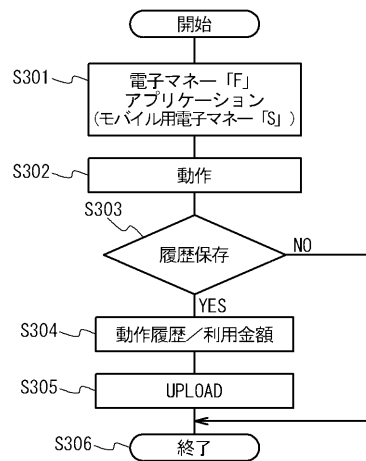 開始
S301
電子マネー「F」
アプリケーション
(モバイル用電子マネー「S」)
S302
動作
S303
履歴保存
NO
YES
S304
動作履歴／利用金額
S305
UPLOAD
S306
終了